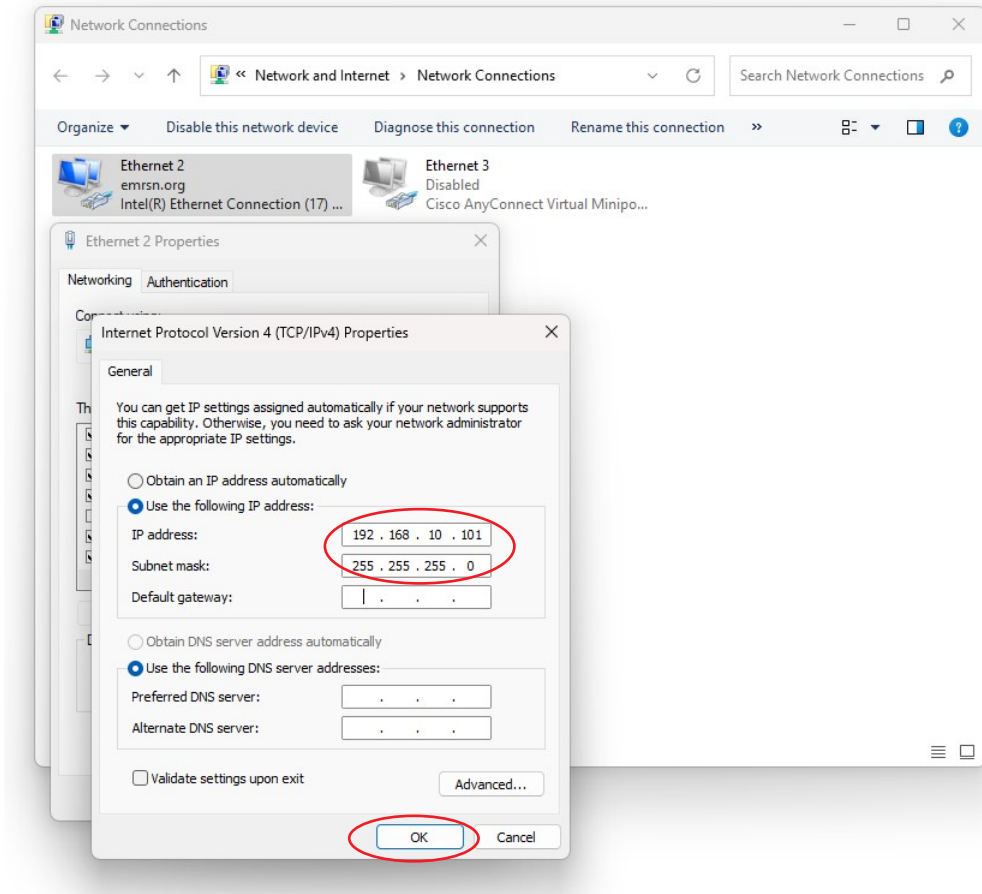 Network Connections
« Network and Internet > Network Connections
Search Network Connections
Organize
Disable this network device
Diagnose this connection
Rename this connection
»
?
Ethernet 2
emrsn.org
Intel(R) Ethernet Connection (17) ...
Ethernet 3
Disabled
Cisco AnyConnect Virtual Minipo...
Ethernet 2 Properties
Networking
Authentication
Internet Protocol Version 4 (TCP/IPv4) Properties
General
You can get IP settings assigned automatically if your network supports
this capability. Otherwise, you need to ask your network administrator
for the appropriate IP settings.
Obtain an IP address automatically
Use the following IP address:
IP address:
192 . 168 . 10 . 101
Subnet mask:
255 . 255 . 255 . 0
Default gateway:
. . .
Obtain DNS server address automatically
Use the following DNS server addresses:
Preferred DNS server:
. . .
Alternate DNS server:
. . .
Validate settings upon exit
Advanced...
OK
Cancel